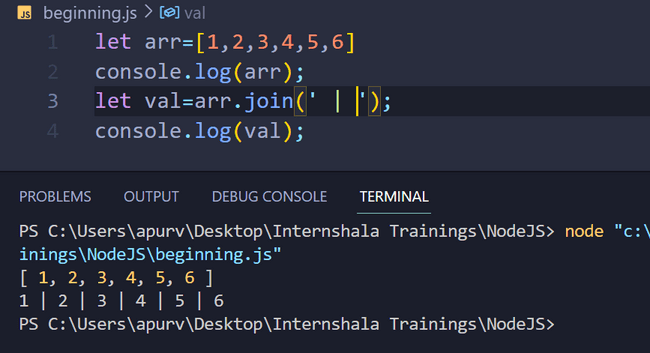 JS beginning.js > val
1 let arr=[1,2,3,4,5,6]
2 console.log(arr);
3 let val=arr.join(' | ');
4 console.log(val);
PROBLEMS OUTPUT DEBUG CONSOLE TERMINAL
PS C:\Users\apurv\Desktop\Internshala Trainings\NodeJS> node "c:\
inings\NodeJS\beginning.js"
[ 1, 2, 3, 4, 5, 6 ]
1 | 2 | 3 | 4 | 5 | 6
PS C:\Users\apurv\Desktop\Internshala Trainings\NodeJS>